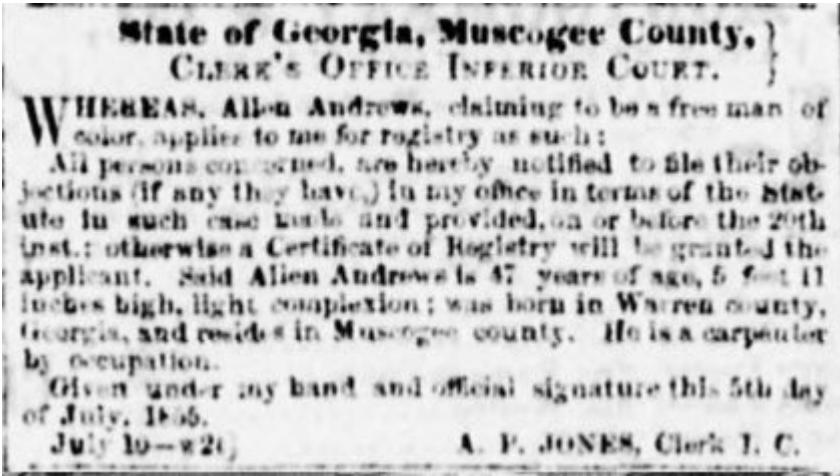 State of Georgia, Muscogee County,
CLERK'S OFFICE INFERIOR COURT.
WHEREAS, Allen Andrews, claiming to be a free man of
color, applies to me for registry as such:
All persons concerned, are hereby notified to file their ob-
jections (if any they have,) in my office in terms of the Stat-
ute in such case made and provided, on or before the 20th
inst.; otherwise a Certificate of Registry will be granted the
applicant. Said Allen Andrews is 47 years of age, 5 feet 11
inches high, light complexion; was born in Warren county,
Georgia, and resides in Muscogee county. He is a carpenter
by occupation.
Given under my hand and official signature this 5th day
of July,
July 10—
A. P. JONES, Clerk I. C.